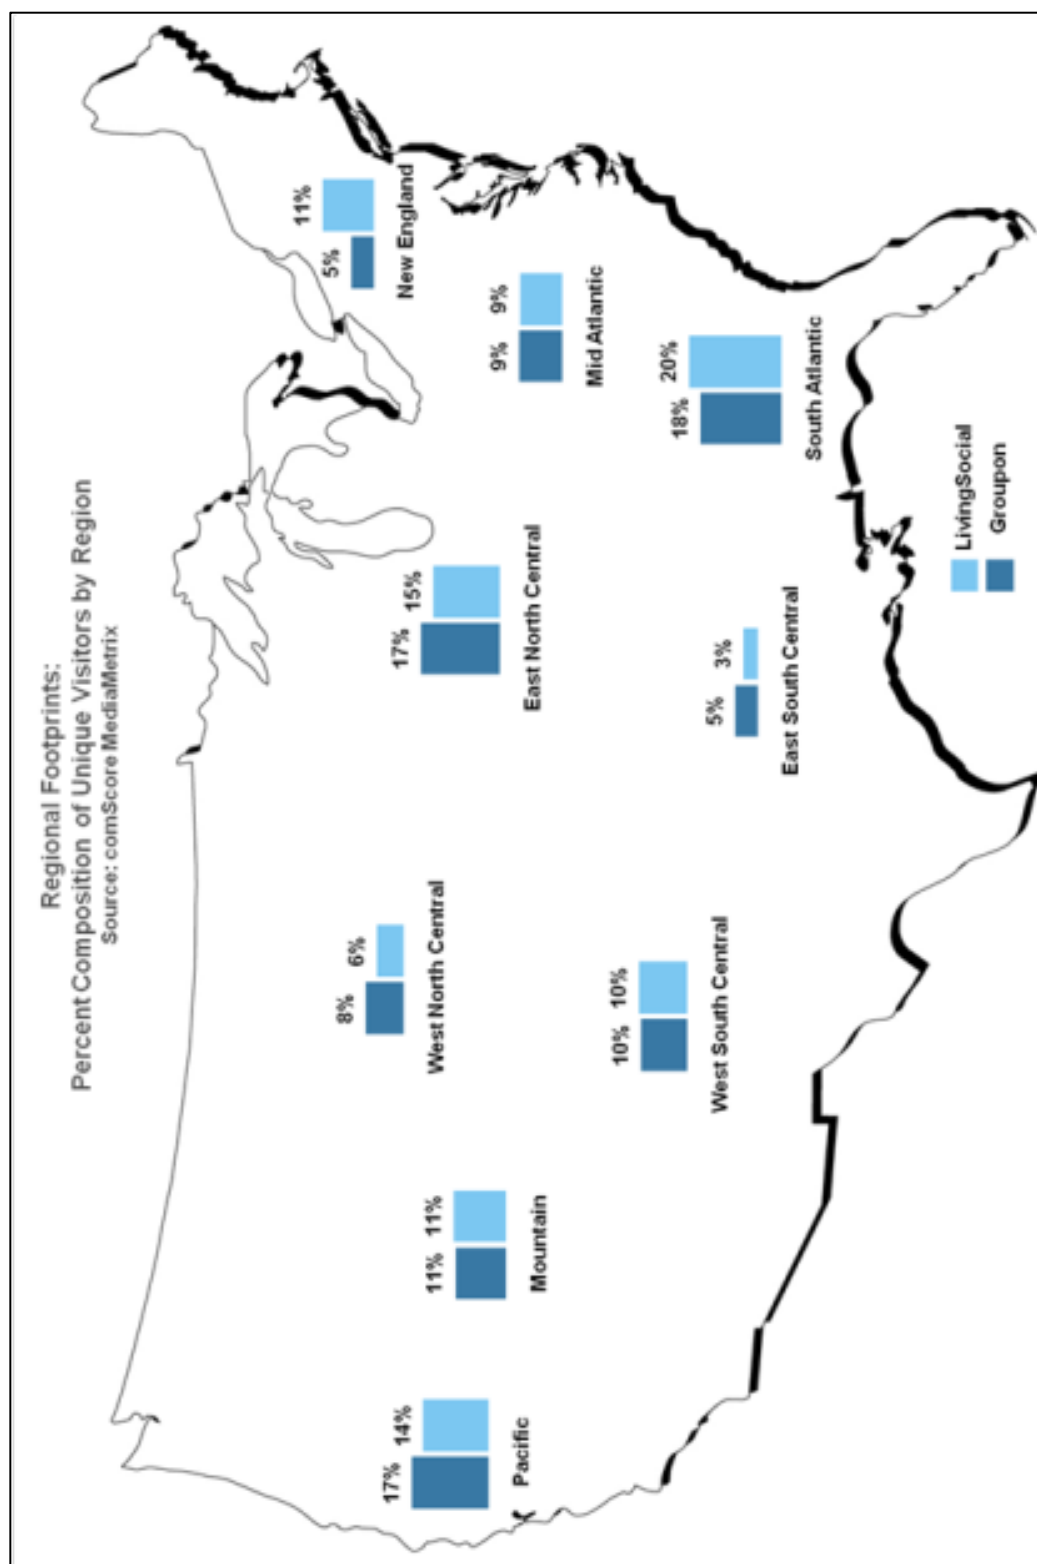 Regional Footprints:
Percent Composition of Unique Visitors by Region
Source: comScore MediaMetrix
17%
14%
Pacific
11%
11%
Mountain
8%
6%
West North Central
10%
10%
West South Central
17%
15%
East North Central
5%
3%
East South Central
5%
11%
New England
9%
9%
Mid Atlantic
18%
20%
South Atlantic
LivingSocial
Groupon